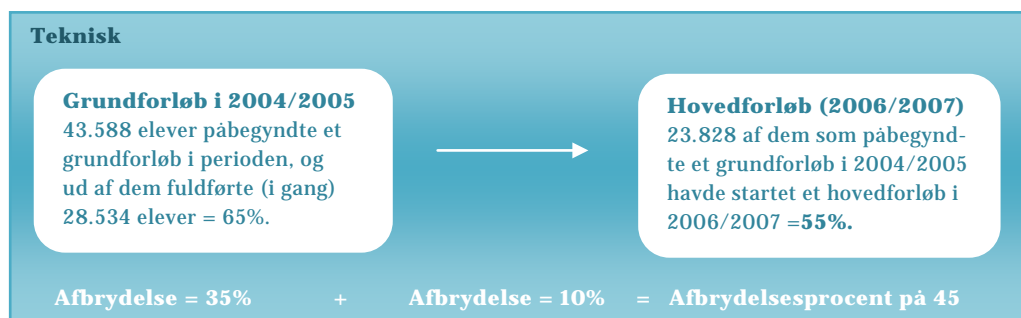 Teknisk
Grundforløb i 2004/2005
43.588 elever påbegyndte et
grundforløb i perioden, og
ud af dem fuldførte (i gang)
28.534 elever = 65%.
Hovedforløb (2006/2007)
23.828 af dem som påbegynd-
te et grundforløb i 2004/2005
havde startet et hovedforløb i
2006/2007 =55%.
Afbrydelse = 35% + Afbrydelse = 10% = Afbrydelsesprocent på 45